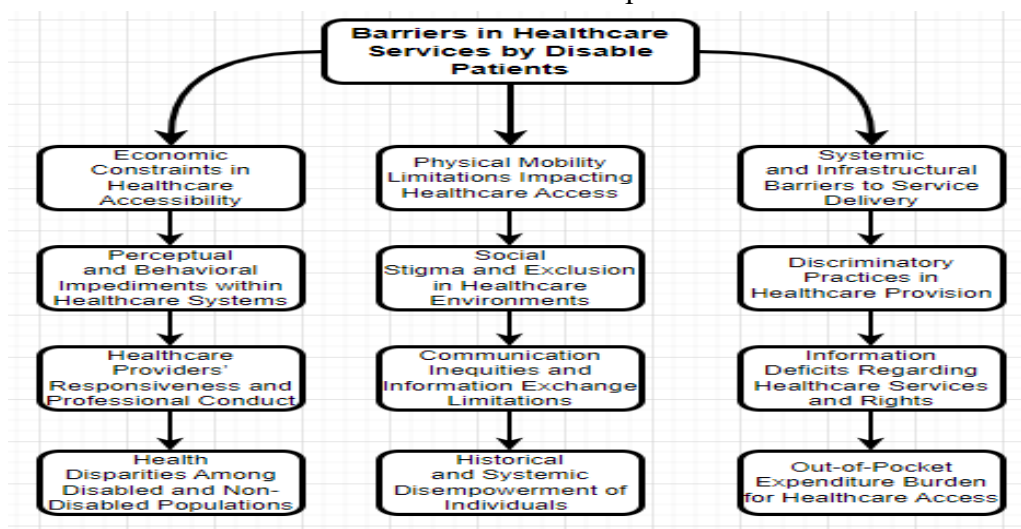 Barriers in Healthcare
Services by Disable
Patients
Economic
Constraints in
Healthcare
Accessibility
Physical Mobility
Limitations Impacting
Healthcare Access
Systemic
and Infrastructural
Barriers to Service
Delivery
Perceptual
and Behavioral
Impediments within
Healthcare Systems
Social
Stigma and Exclusion
in Healthcare
Environments
Discriminatory
Practices in
Healthcare Provision
Healthcare
Providers'
Responsiveness and
Professional Conduct
Communication
Inequities and
Information Exchange
Limitations
Information
Deficits Regarding
Healthcare Services
and Rights
Health
Disparities Among
Disabled and Non-
Disabled Populations
Historical
and Systemic
Disempowerment of
Individuals
Out-of-Pocket
Expenditure Burden
for Healthcare Access